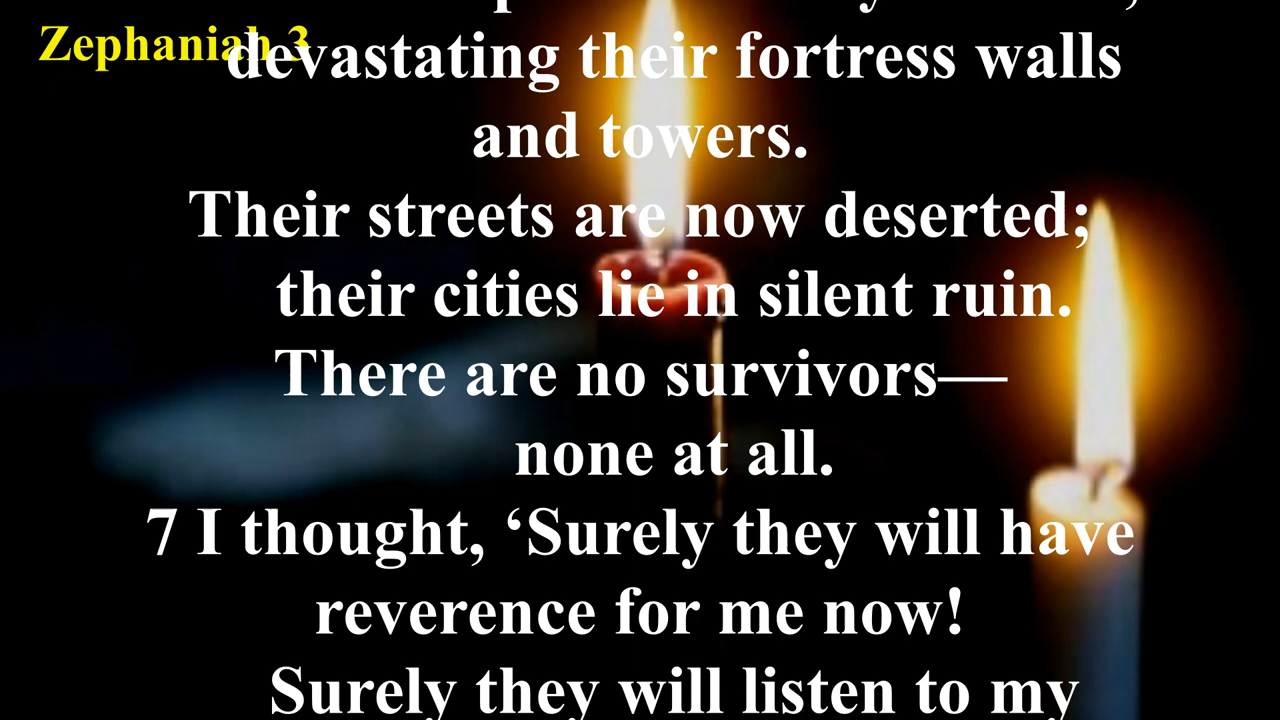 Zephaniah 3
devastating their fortress walls
and towers.
Their streets are now deserted;
their cities lie in silent ruin.
There are no survivors—
none at all.
7 I thought, ‘Surely they will have
reverence for me now!
Surely they will listen to my